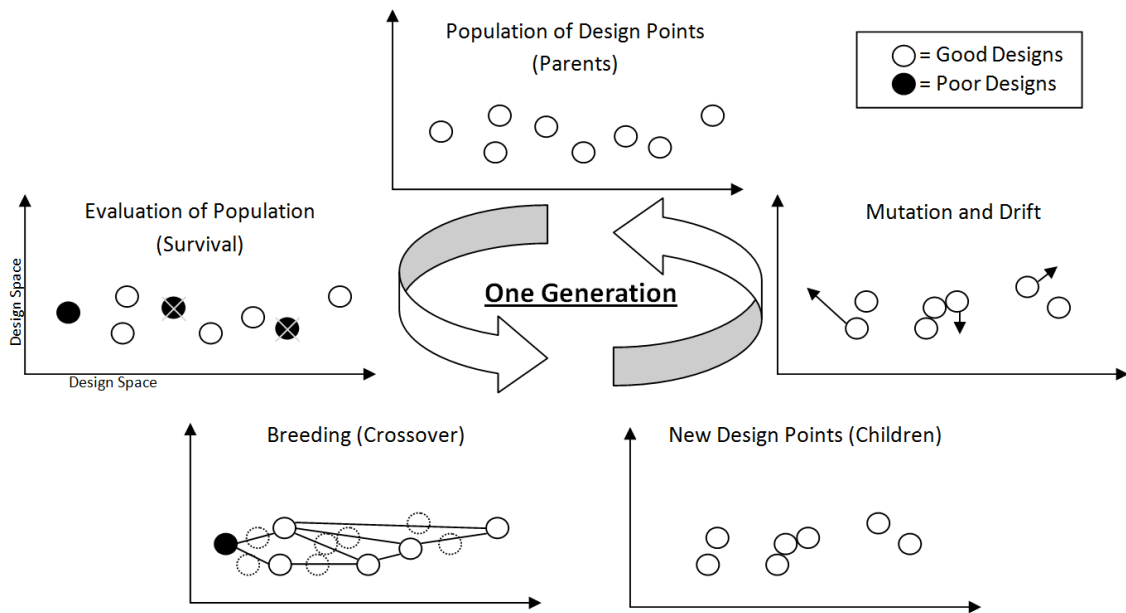 Population of Design Points
(Parents)
= Good Designs
= Poor Designs
Evaluation of Population
(Survival)
Design Space
Design Space
One Generation
Mutation and Drift
Breeding (Crossover)
New Design Points (Children)